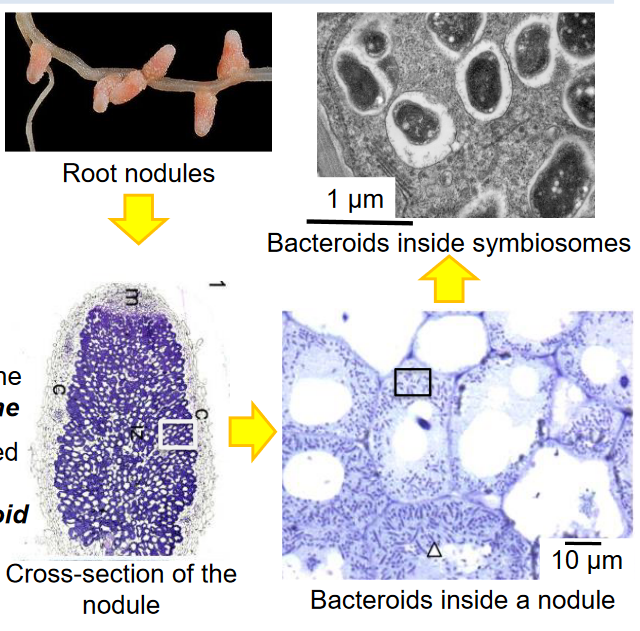 Root nodules
1 µm
Bacteroids inside symbiosomes
1
m
ne
c
c
ed
oid
Cross-section of the
nodule
10 µm
Bacteroids inside a nodule